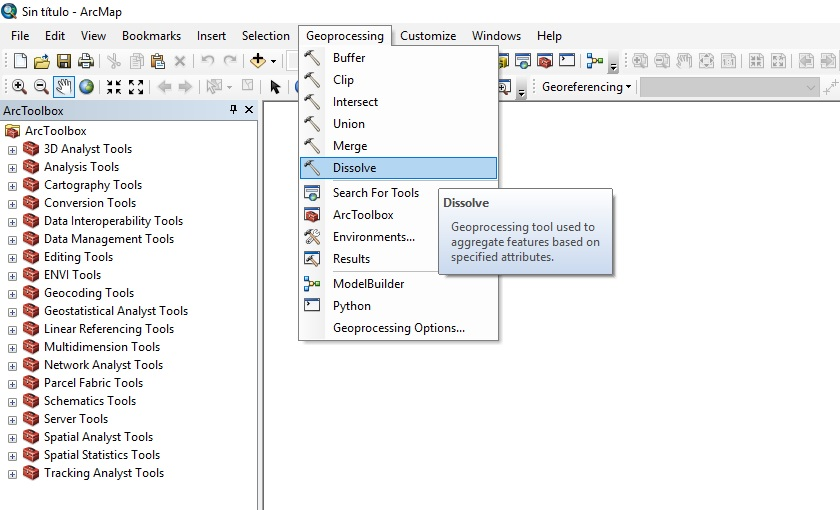 Sin título - ArcMap
File Edit View Bookmarks Insert Selection Geoprocessing Customize Windows Help
Georeferencing
ArcToolbox
ArcToolbox
3D Analyst Tools
Analysis Tools
Cartography Tools
Conversion Tools
Data Interoperability Tools
Data Management Tools
Editing Tools
ENVI Tools
Geocoding Tools
Geostatistical Analyst Tools
Linear Referencing Tools
Multidimension Tools
Network Analyst Tools
Parcel Fabric Tools
Schematics Tools
Server Tools
Spatial Analyst Tools
Spatial Statistics Tools
Tracking Analyst Tools
Buffer
Clip
Intersect
Union
Merge
Dissolve
Search For Tools
ArcToolbox
Environments...
Results
ModelBuilder
Python
Geoprocessing Options...
Dissolve
Geoprocessing tool used to
aggregate features based on
specified attributes.